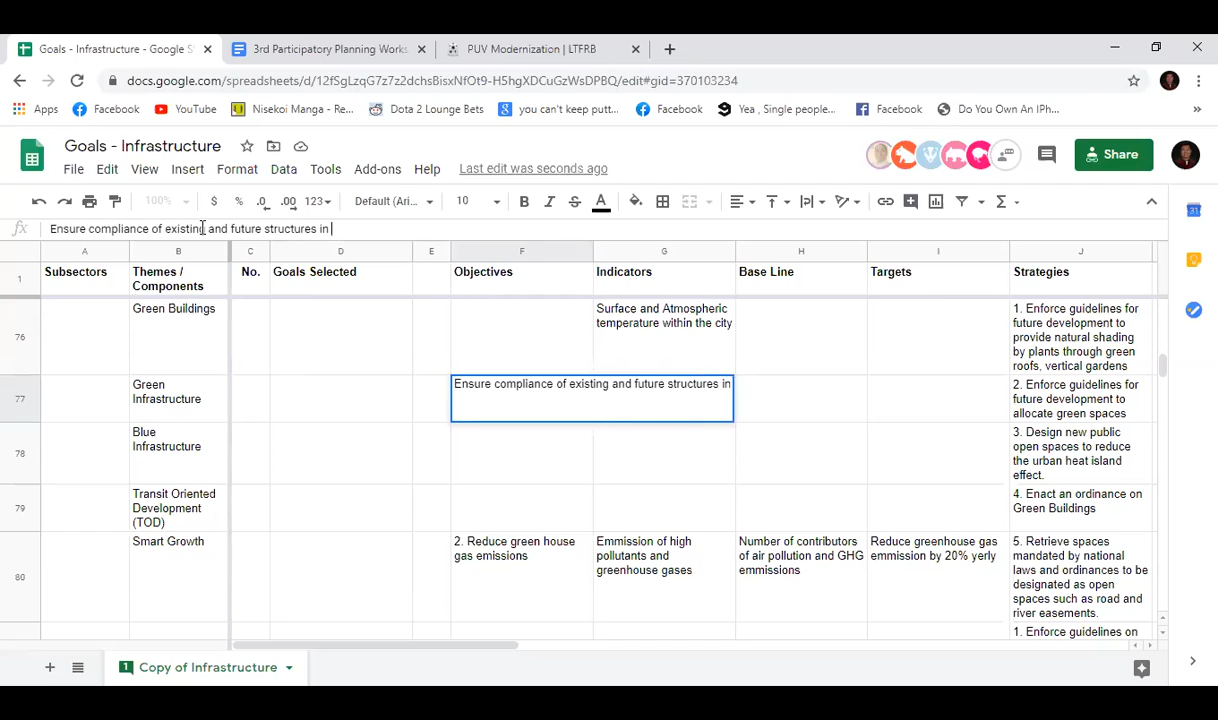 Goals - Infrastructure - Google S
3rd Participatory Planning Works
PUV Modernization | LTFRB
docs.google.com/spreadsheets/d/12fSgLzqG7z7z2dchsBisxNfOt9-H5hgXDCuGzWsDPBQ/edit#gid=370103234
Apps
Facebook
YouTube
Nisekoi Manga - Re...
Dota 2 Lounge Bets
you can't keep putt...
Facebook
Yea , Single people...
Facebook
Do You Own An IPh...
Goals - Infrastructure
File Edit View Insert Format Data Tools Add-ons Help Last edit was seconds ago
Share
100% $ % .0 .00 123 Default (Ari... 10 B I S A
fx Ensure compliance of existing and future structures in
A B C D E F G H I J
1 Subsectors Themes / Components No. Goals Selected Objectives Indicators Base Line Targets Strategies
76
Green Buildings
Surface and Atmospheric
temperature within the city
1. Enforce guidelines for
future development to
provide natural shading
by plants through green
roofs, vertical gardens
77
Green
Infrastructure
Ensure compliance of existing and future structures in
2. Enforce guidelines for
future development to
allocate green spaces
78
Blue
Infrastructure
3. Design new public
open spaces to reduce
the urban heat island
effect.
79
Transit Oriented
Development
(TOD)
4. Enact an ordinance on
Green Buildings
80
Smart Growth
2. Reduce green house
gas emissions
Emmission of high
pollutants and
greenhouse gases
Number of contributors
of air pollution and GHG
emmissions
Reduce greenhouse gas
emmission by 20% yerly
5. Retrieve spaces
mandated by national
laws and ordinances to be
designated as open
spaces such as road and
river easements.
1. Enforce guidelines on
1 Copy of Infrastructure
31